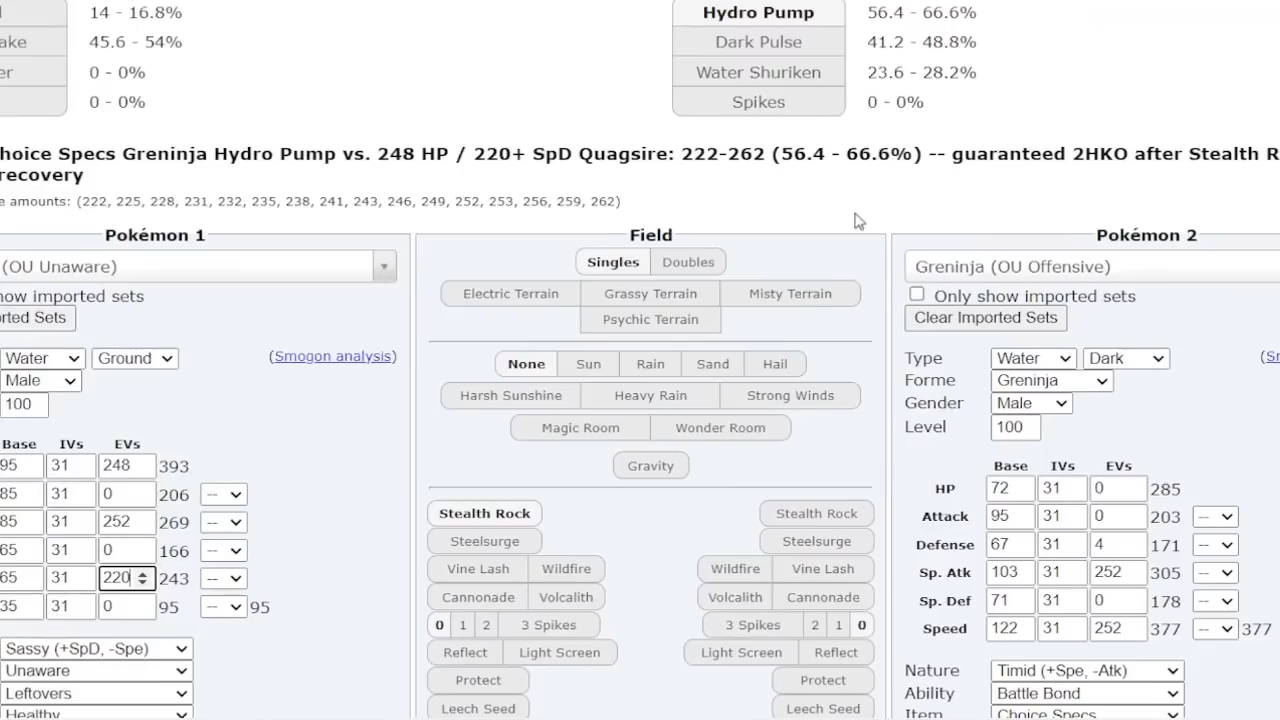 14 - 16.8% Hydro Pump 56.4 - 66.6%
ake 45.6 - 54% Dark Pulse 41.2 - 48.8%
er 0 - 0% Water Shuriken 23.6 - 28.2%
0 - 0% Spikes 0 - 0%
hoice Specs Greninja Hydro Pump vs. 248 HP / 220+ SpD Quagsire: 222-262 (56.4 - 66.6%) -- guaranteed 2HKO after Stealth R
recovery
e amounts: (222, 225, 228, 231, 232, 235, 238, 241, 243, 246, 249, 252, 253, 256, 259, 262)
Pokémon 1
(OU Unaware)
how imported sets
orted Sets
Water Ground (Smogon analysis)
Male
100
Base IVs EVs
95 31 248 393
85 31 0 206 --
85 31 252 269 --
65 31 0 166 --
65 31 220 243 --
35 31 0 95 -- 95
Sassy (+SpD, -Spe)
Unaware
Leftovers
Healthy
Field
Singles Doubles
Electric Terrain Grassy Terrain Misty Terrain
Psychic Terrain
None Sun Rain Sand Hail
Harsh Sunshine Heavy Rain Strong Winds
Magic Room Wonder Room
Gravity
Stealth Rock Stealth Rock
Steelsurge Steelsurge
Vine Lash Wildfire Wildfire Vine Lash
Cannonade Volcalith Volcalith Cannonade
0 1 2 3 Spikes 3 Spikes 2 1 0
Reflect Light Screen Light Screen Reflect
Protect Protect
Leech Seed Leech Seed
Pokémon 2
Greninja (OU Offensive)
Only show imported sets
Clear Imported Sets
Type Water Dark (S
Forme Greninja
Gender Male
Level 100
Base IVs EVs
HP 72 31 0 285
Attack 95 31 0 203 --
Defense 67 31 4 171 --
Sp. Atk 103 31 252 305 --
Sp. Def 71 31 0 178 --
Speed 122 31 252 377 -- 377
Nature Timid (+Spe, -Atk)
Ability Battle Bond
Item Choice Specs